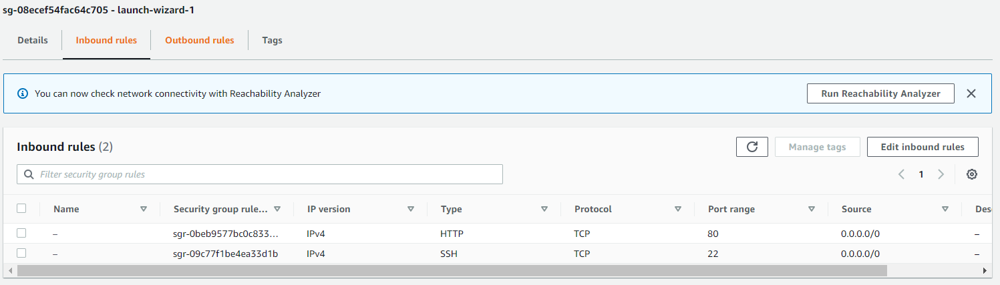 sg-08ecef54fac64c705 - launch-wizard-1
Details Inbound rules Outbound rules Tags
You can now check network connectivity with Reachability Analyzer Run Reachability Analyzer
Inbound rules (2) Manage tags Edit inbound rules
Filter security group rules 1
Name Security group rule... IP version Type Protocol Port range Source Des
– sgr-0beb9577bc0c833... IPv4 HTTP TCP 80 0.0.0.0/0 –
– sgr-09c77f1be4ea33d1b IPv4 SSH TCP 22 0.0.0.0/0 –